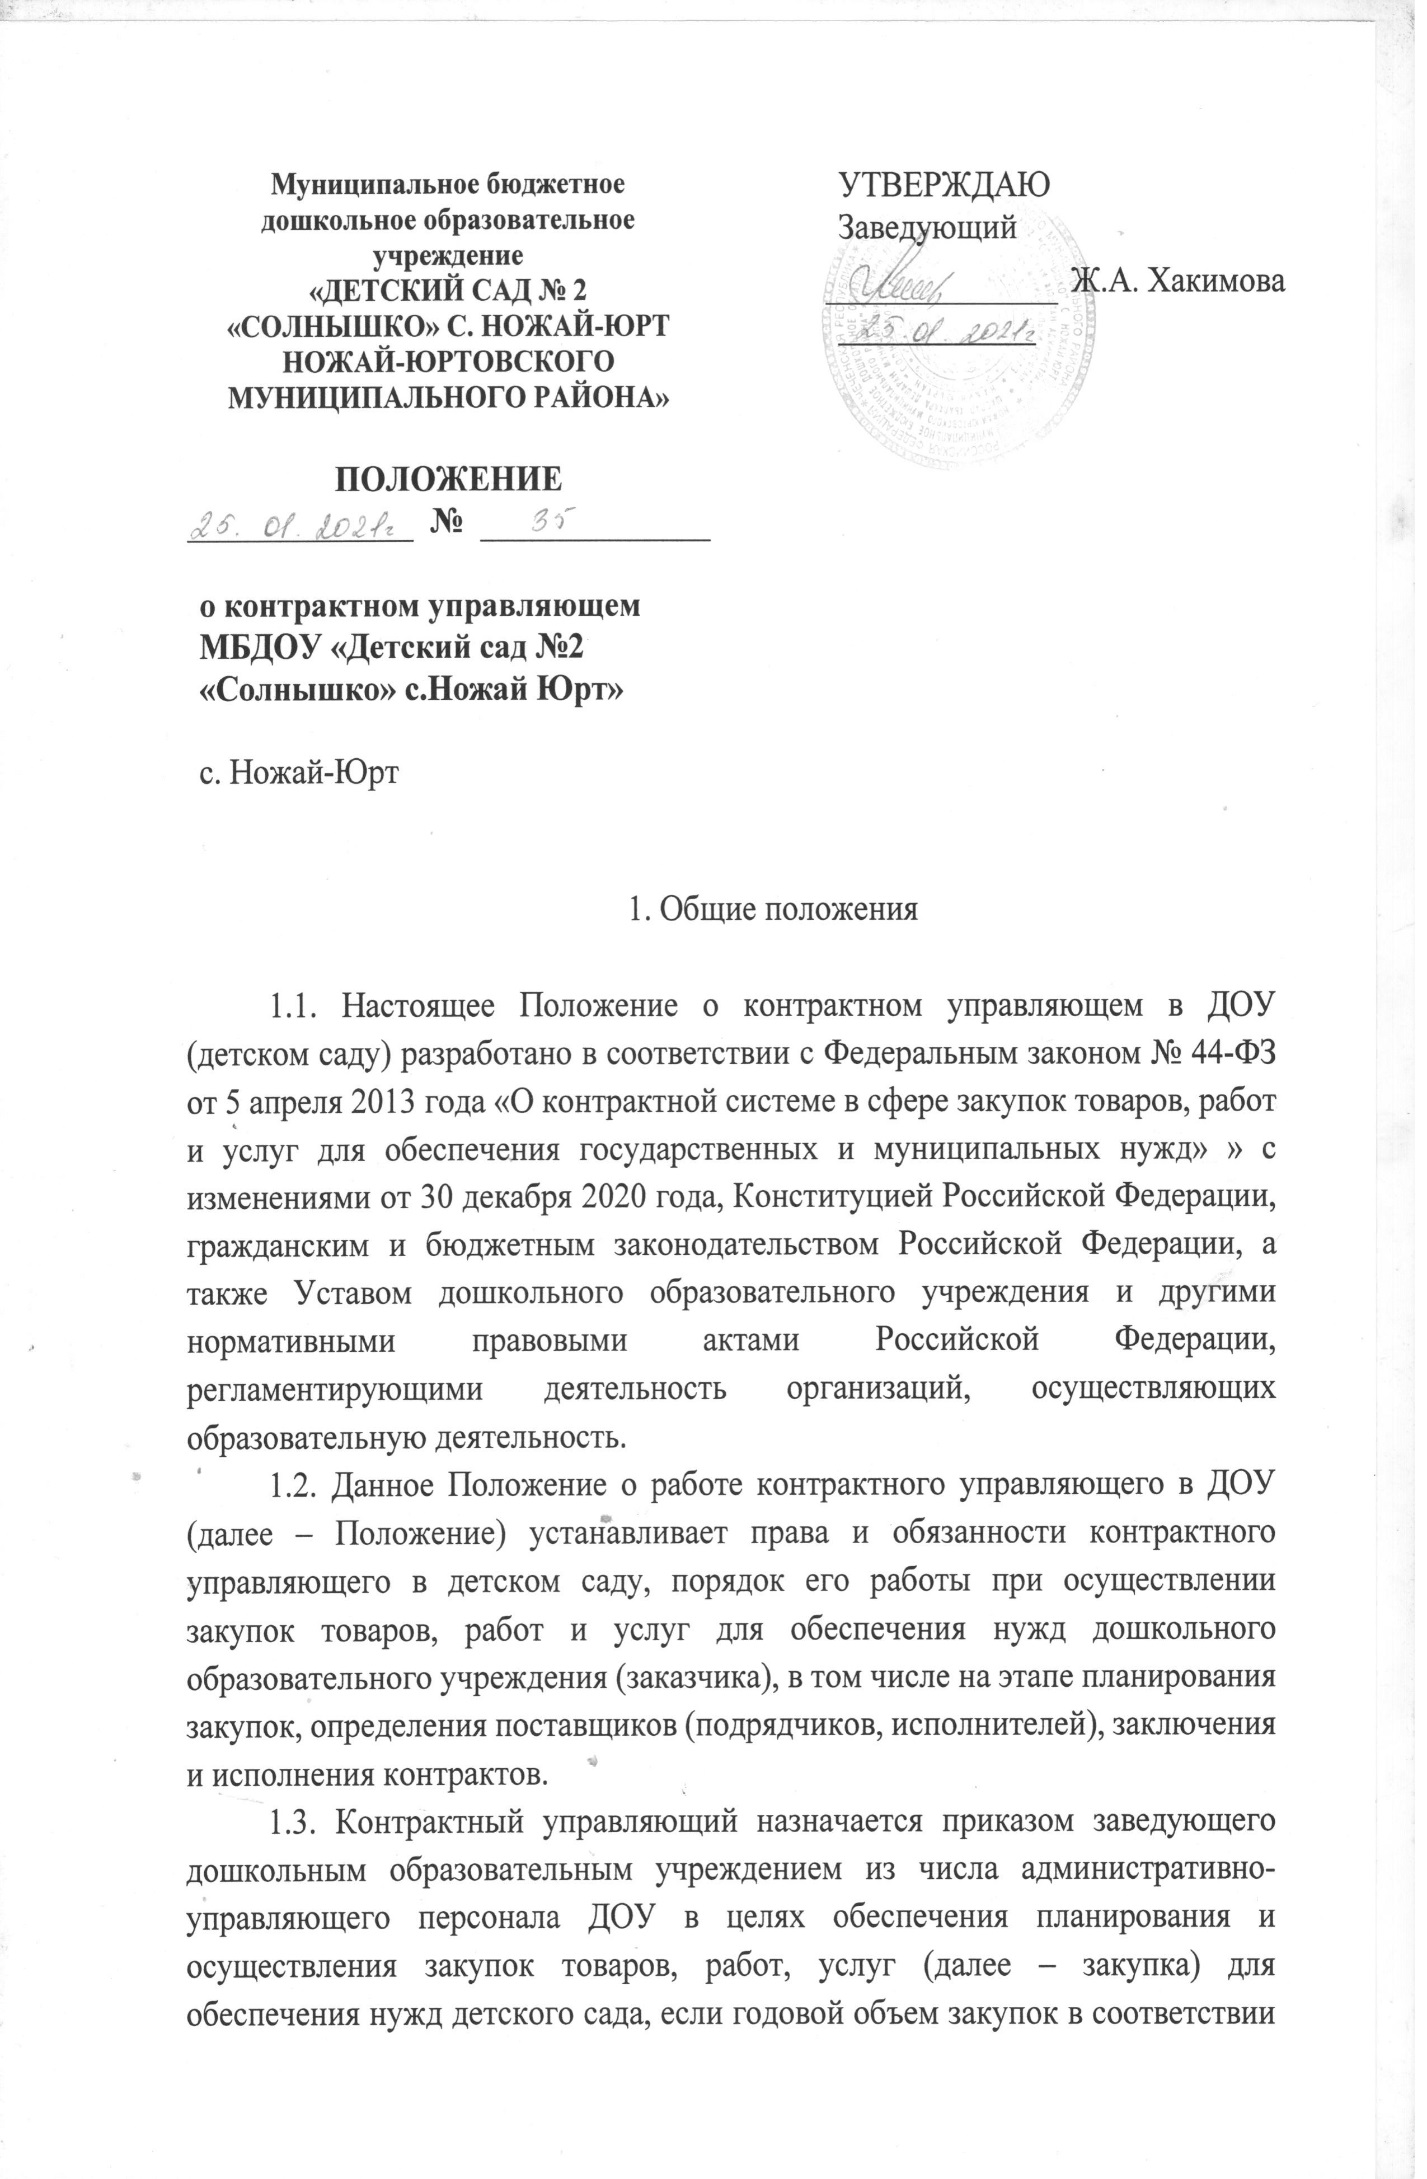 Муниципальное бюджетное
дошкольное образовательное
учреждение
«ДЕТСКИЙ САД № 2
«СОЛНЫШКО» С. НОЖАЙ-ЮРТ
НОЖАЙ-ЮРТОВСКОГО
МУНИЦИПАЛЬНОГО РАЙОНА»
УТВЕРЖДАЮ
Заведующий
Ж.А. Хакимова
25.01.2021г
ПОЛОЖЕНИЕ
25.01.2021г № 35
о контрактном управляющем
МБДОУ «Детский сад №2
«Солнышко» с.Ножай Юрт»
с. Ножай-Юрт
1. Общие положения
1.1. Настоящее Положение о контрактном управляющем в ДОУ
(детском саду) разработано в соответствии с Федеральным законом № 44-ФЗ
от 5 апреля 2013 года «О контрактной системе в сфере закупок товаров, работ
и услуг для обеспечения государственных и муниципальных нужд» » с
изменениями от 30 декабря 2020 года, Конституцией Российской Федерации,
гражданским и бюджетным законодательством Российской Федерации, а
также Уставом дошкольного образовательного учреждения и другими
нормативными правовыми актами Российской Федерации,
регламентирующими деятельность организаций, осуществляющих
образовательную деятельность.
1.2. Данное Положение о работе контрактного управляющего в ДОУ
(далее – Положение) устанавливает права и обязанности контрактного
управляющего в детском саду, порядок его работы при осуществлении
закупок товаров, работ и услуг для обеспечения нужд дошкольного
образовательного учреждения (заказчика), в том числе на этапе планирования
закупок, определения поставщиков (подрядчиков, исполнителей), заключения
и исполнения контрактов.
1.3. Контрактный управляющий назначается приказом заведующего
дошкольным образовательным учреждением из числа административно-
управляющего персонала ДОУ в целях обеспечения планирования и
осуществления закупок товаров, работ, услуг (далее – закупка) для
обеспечения нужд детского сада, если годовой объем закупок в соответствии